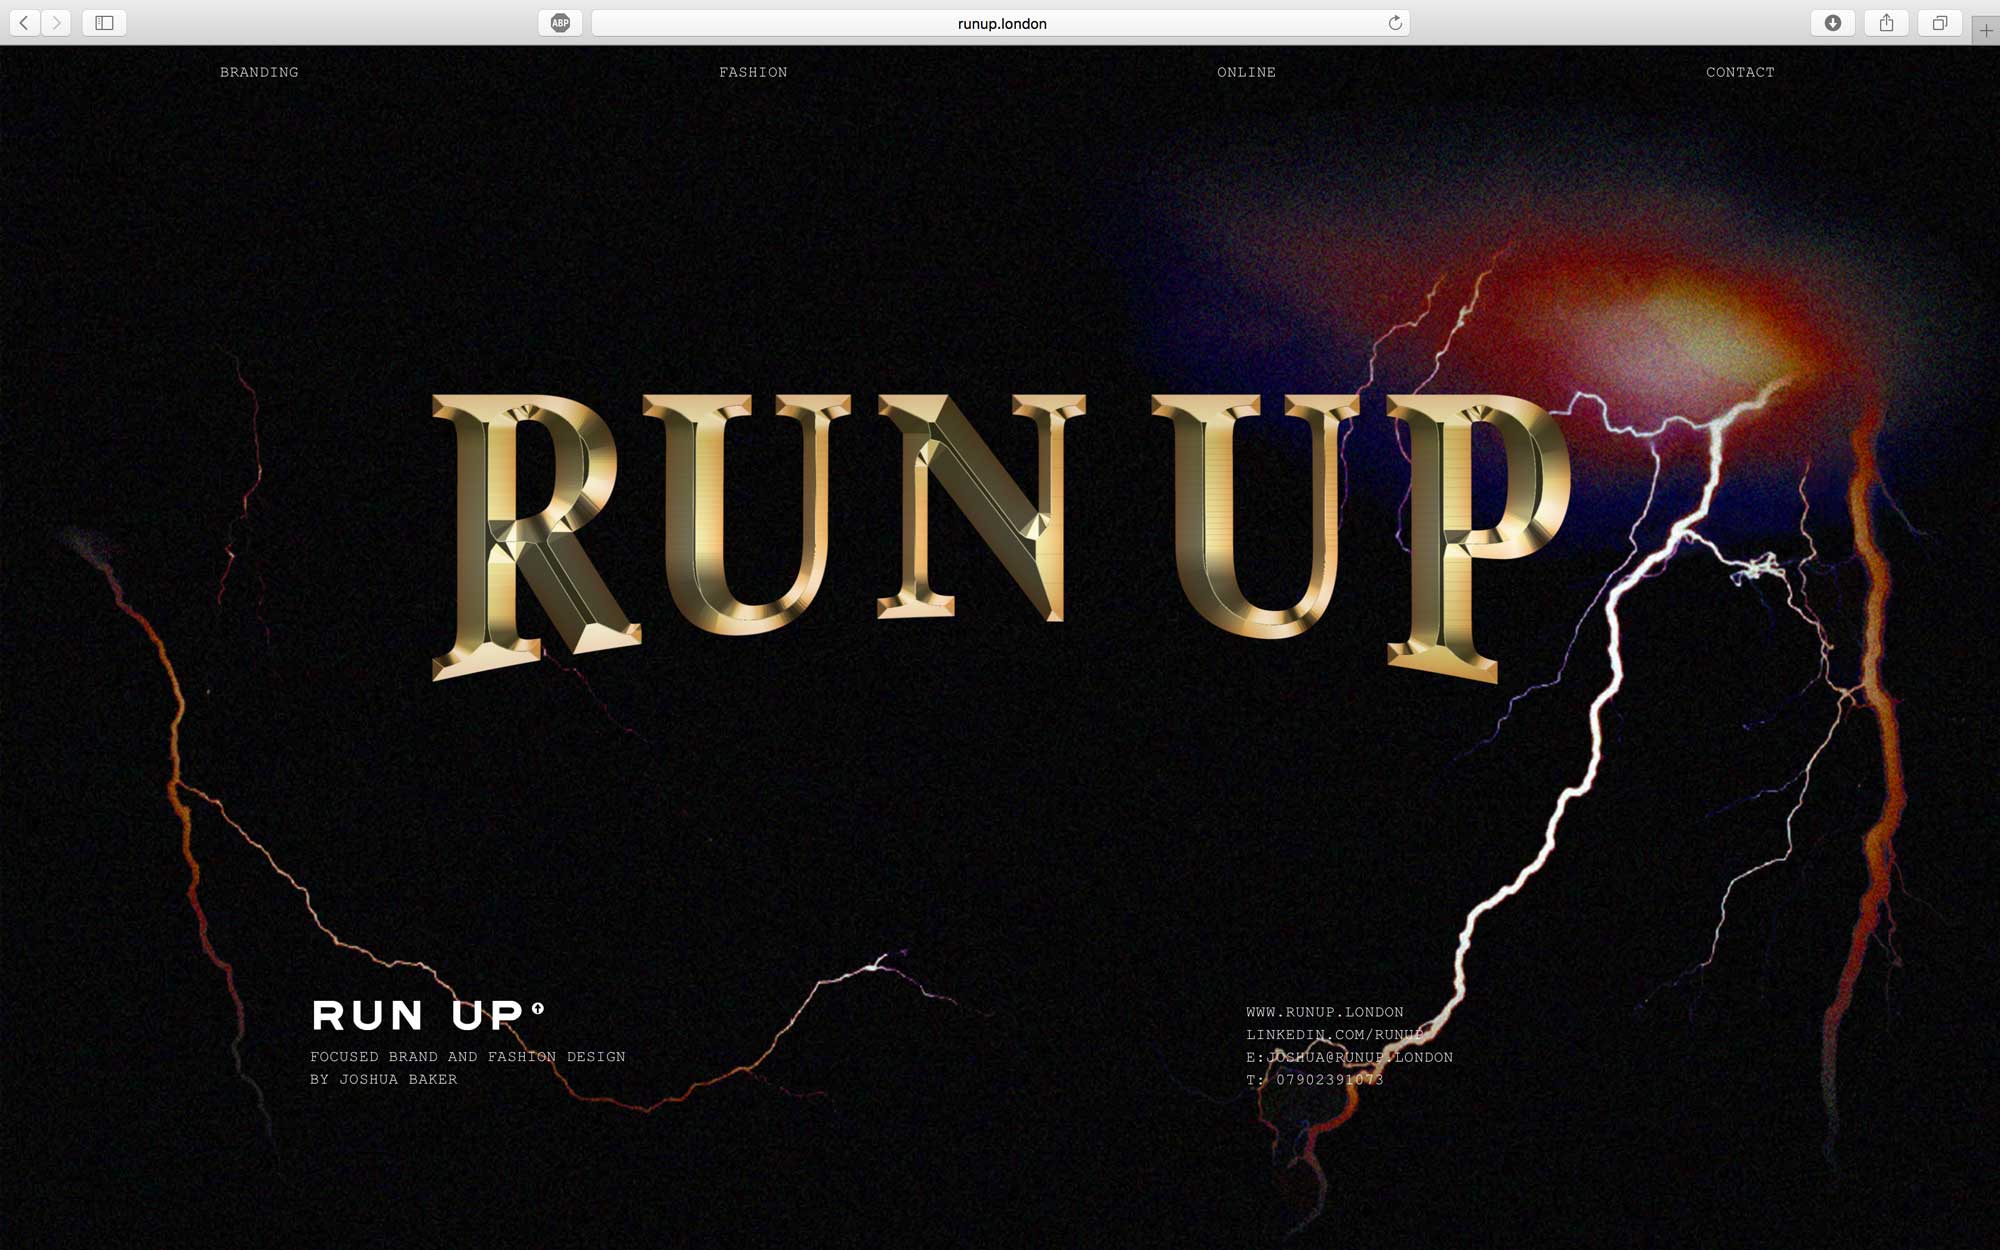 ABP
runup.london
BRANDING
FASHION
ONLINE
CONTACT
RUN UP
RUN UP
FOCUSED BRAND AND FASHION DESIGN
BY JOSHUA BAKER
WWW.RUNUP.LONDON
LINKEDIN.COM/RUNUP
E:JOSHUA@RUNUP.LONDON
T: 07902391073